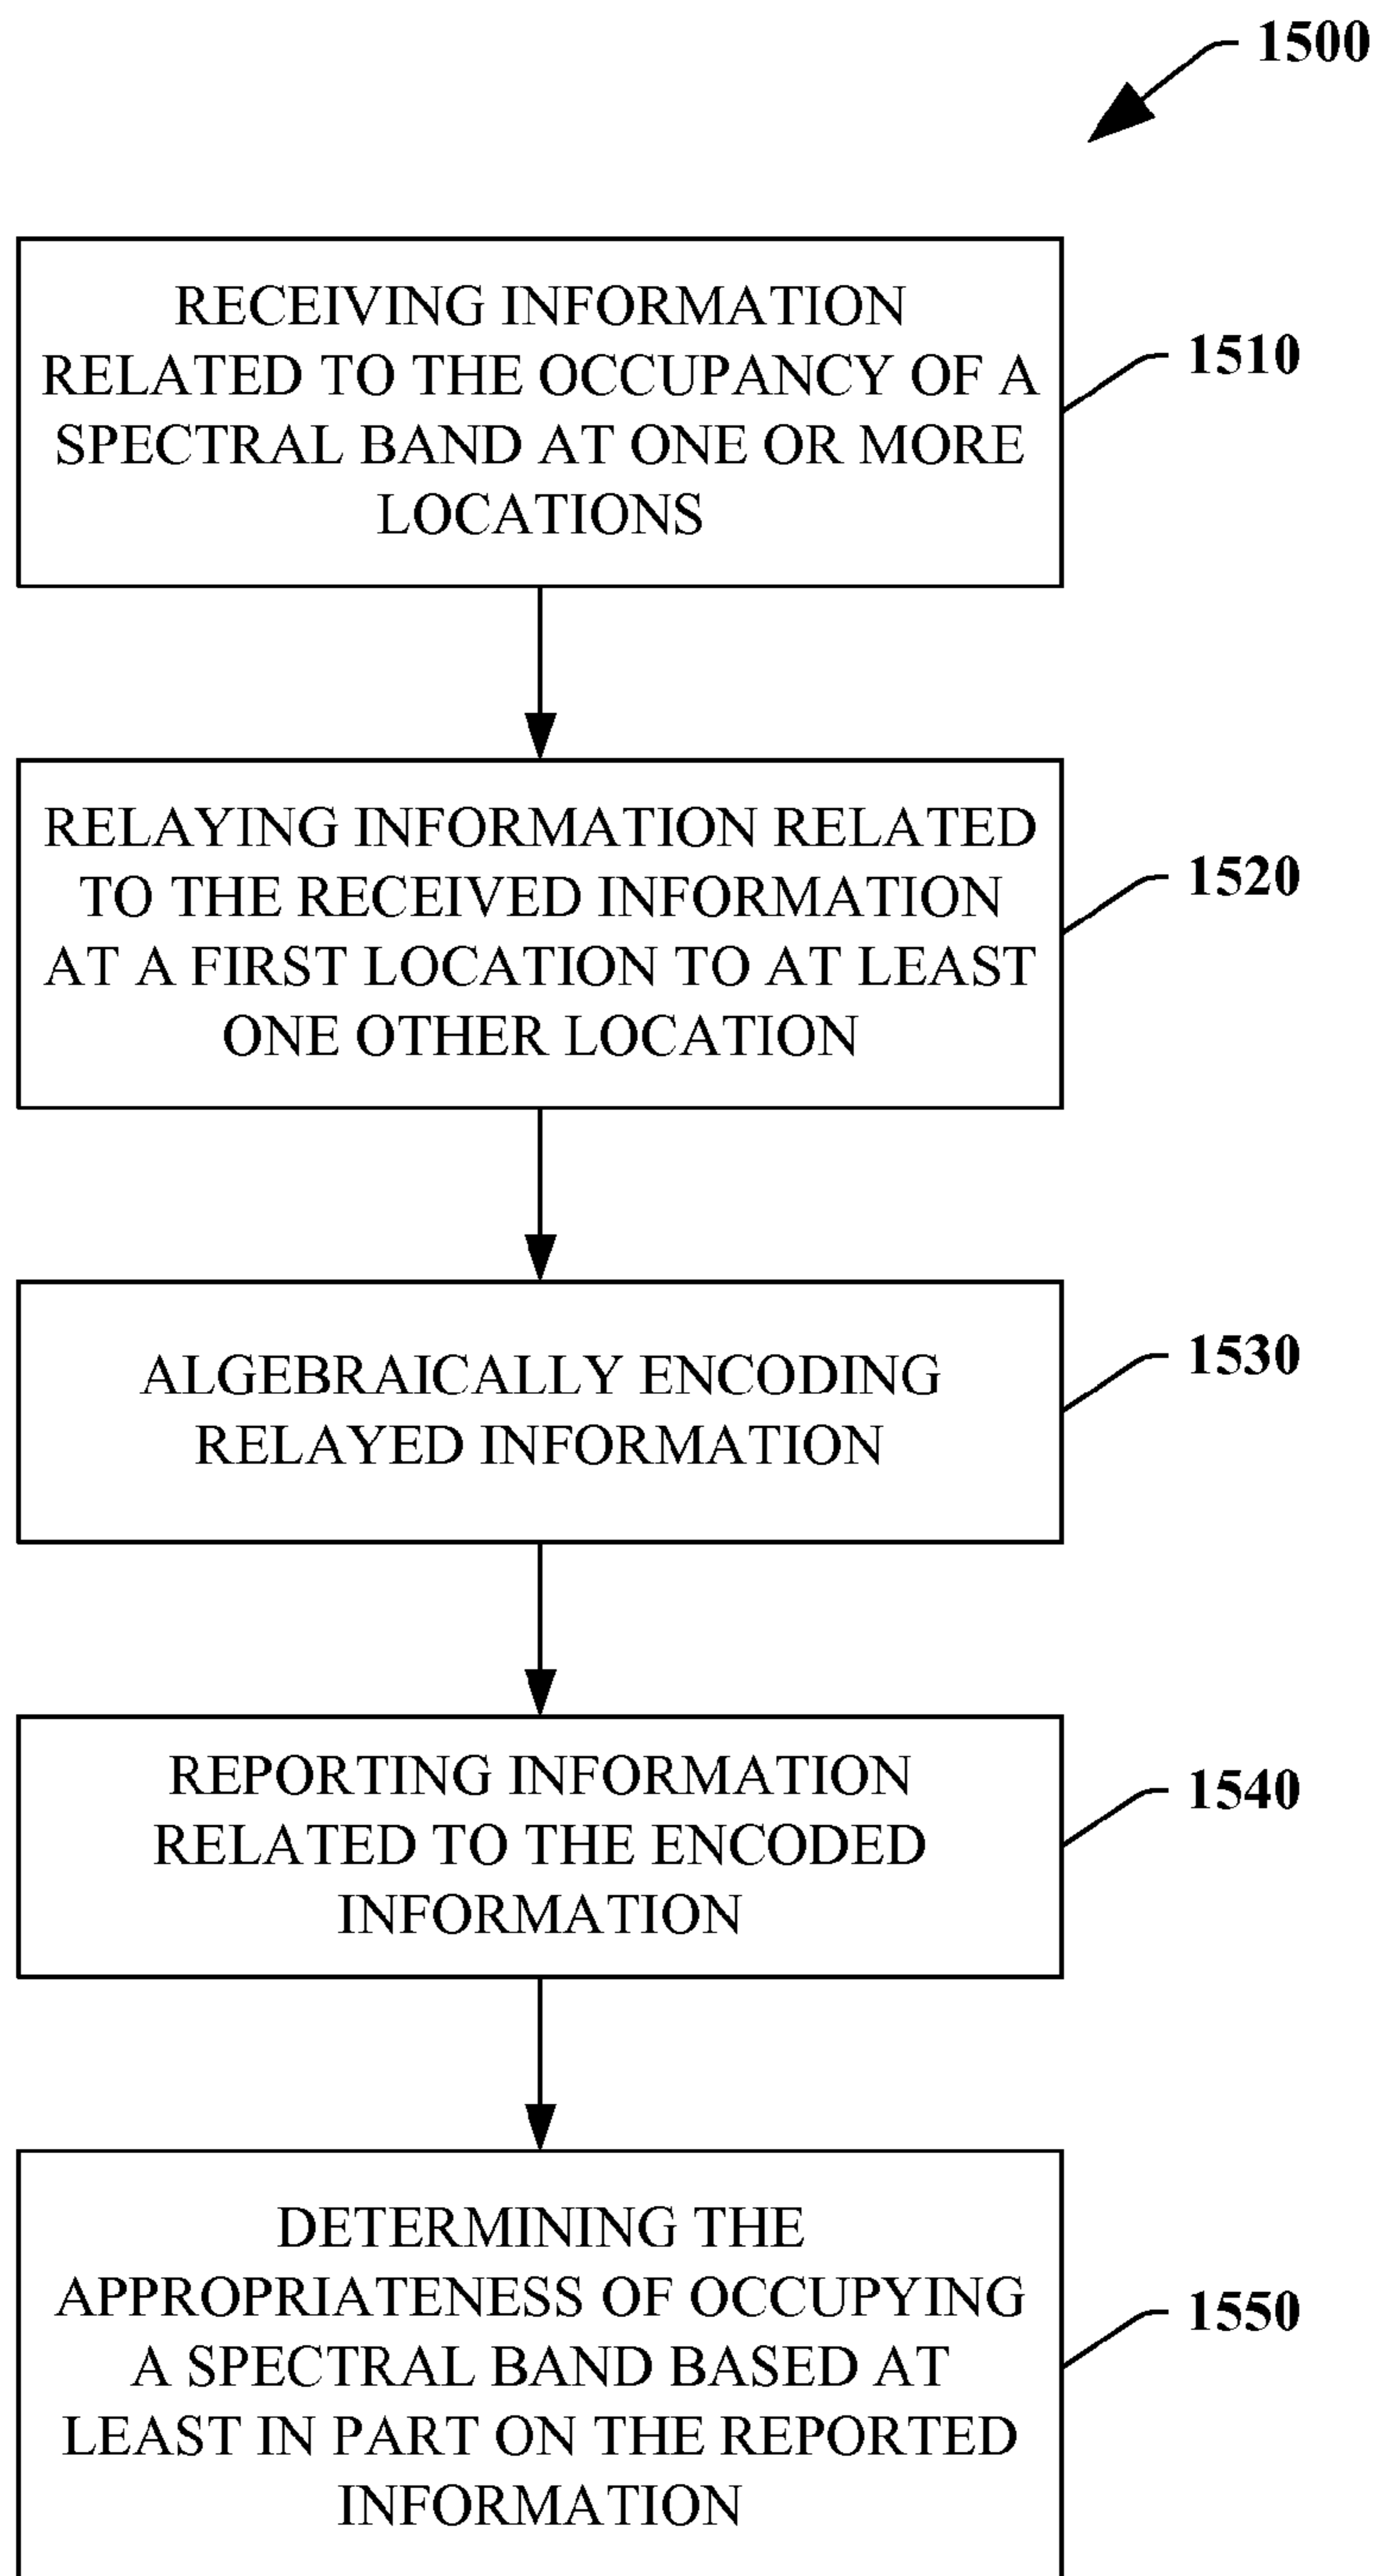 1500
RECEIVING INFORMATION
RELATED TO THE OCCUPANCY OF A
SPECTRAL BAND AT ONE OR MORE
LOCATIONS
1510
RELAYING INFORMATION RELATED
TO THE RECEIVED INFORMATION
AT A FIRST LOCATION TO AT LEAST
ONE OTHER LOCATION
1520
ALGEBRAICALLY ENCODING
RELAYED INFORMATION
1530
REPORTING INFORMATION
RELATED TO THE ENCODED
INFORMATION
1540
DETERMINING THE
APPROPRIATENESS OF OCCUPYING
A SPECTRAL BAND BASED AT
LEAST IN PART ON THE REPORTED
INFORMATION
1550